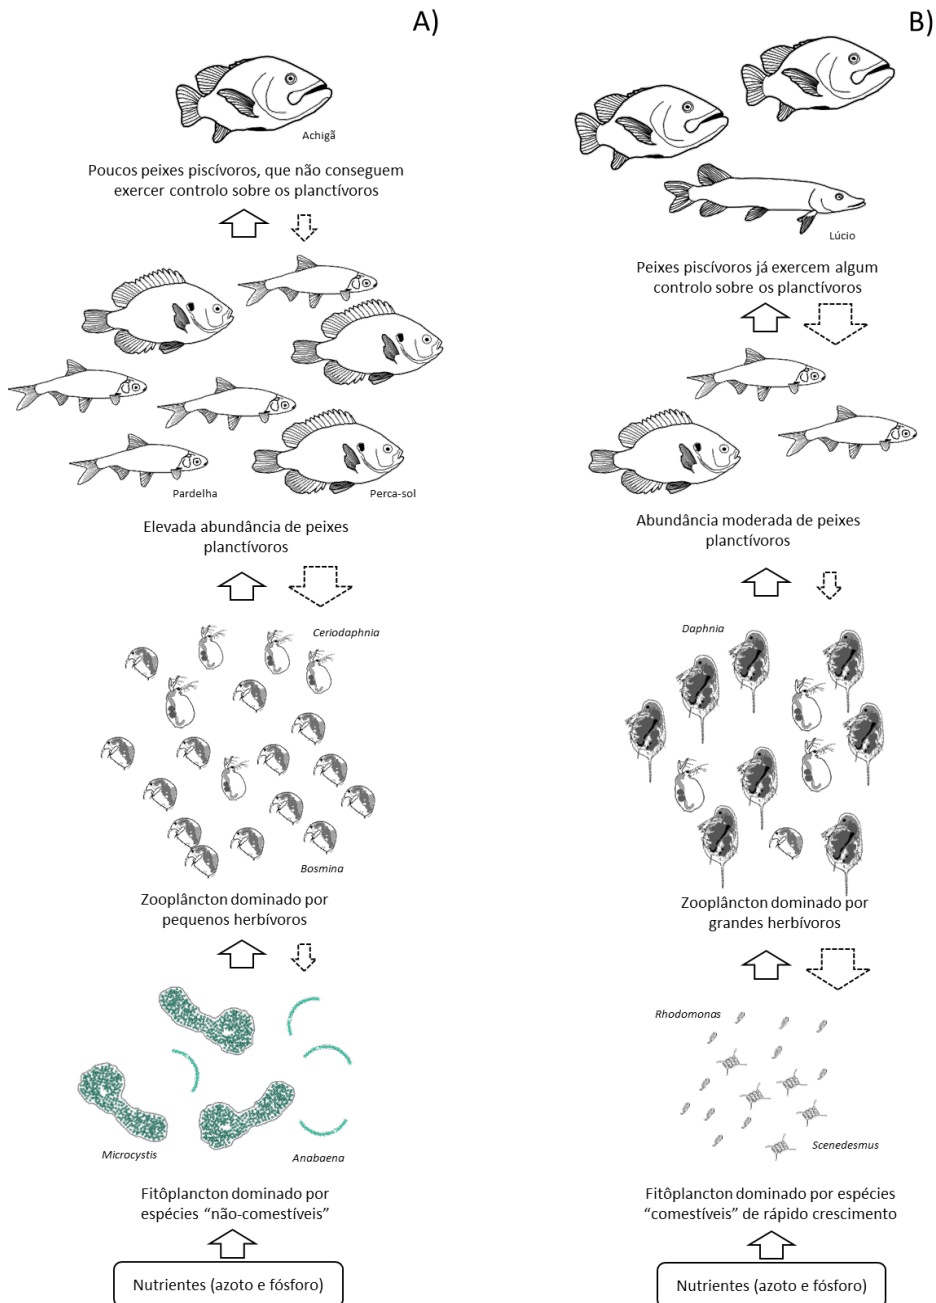 A)
Achigã
Poucos peixes piscívoros, que não conseguem
exercer controlo sobre os planctívoros
Pardelha
Perca-sol
Elevada abundância de peixes
planctívoros
Ceriodaphnia
Bosmina
Zooplâncton dominado por
pequenos herbívoros
Microcystis
Anabaena
Fitôplancton dominado por
espécies “não-comestíveis”
Nutrientes (azoto e fósforo)
B)
Lúcio
Peixes piscívoros já exercem algum
controlo sobre os planctívoros
Abundância moderada de peixes
planctívoros
Daphnia
Zooplâncton dominado por
grandes herbívoros
Rhodomonas
Scenedesmus
Fitôplancton dominado por espécies
“comestíveis” de rápido crescimento
Nutrientes (azoto e fósforo)